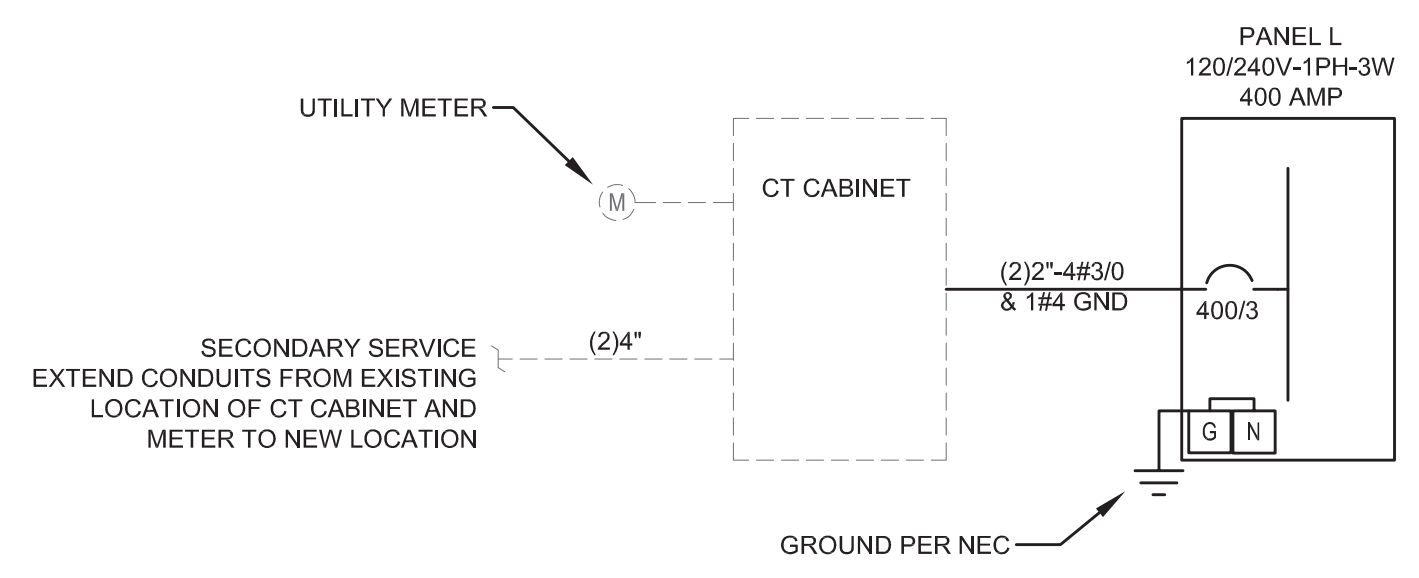 PANEL L
120/240V-1PH-3W
400 AMP
UTILITY METER
M
CT CABINET
(2)2"-4#3/0
& 1#4 GND
400/3
(2)4"
SECONDARY SERVICE
EXTEND CONDUITS FROM EXISTING
LOCATION OF CT CABINET AND
METER TO NEW LOCATION
G N
GROUND PER NEC